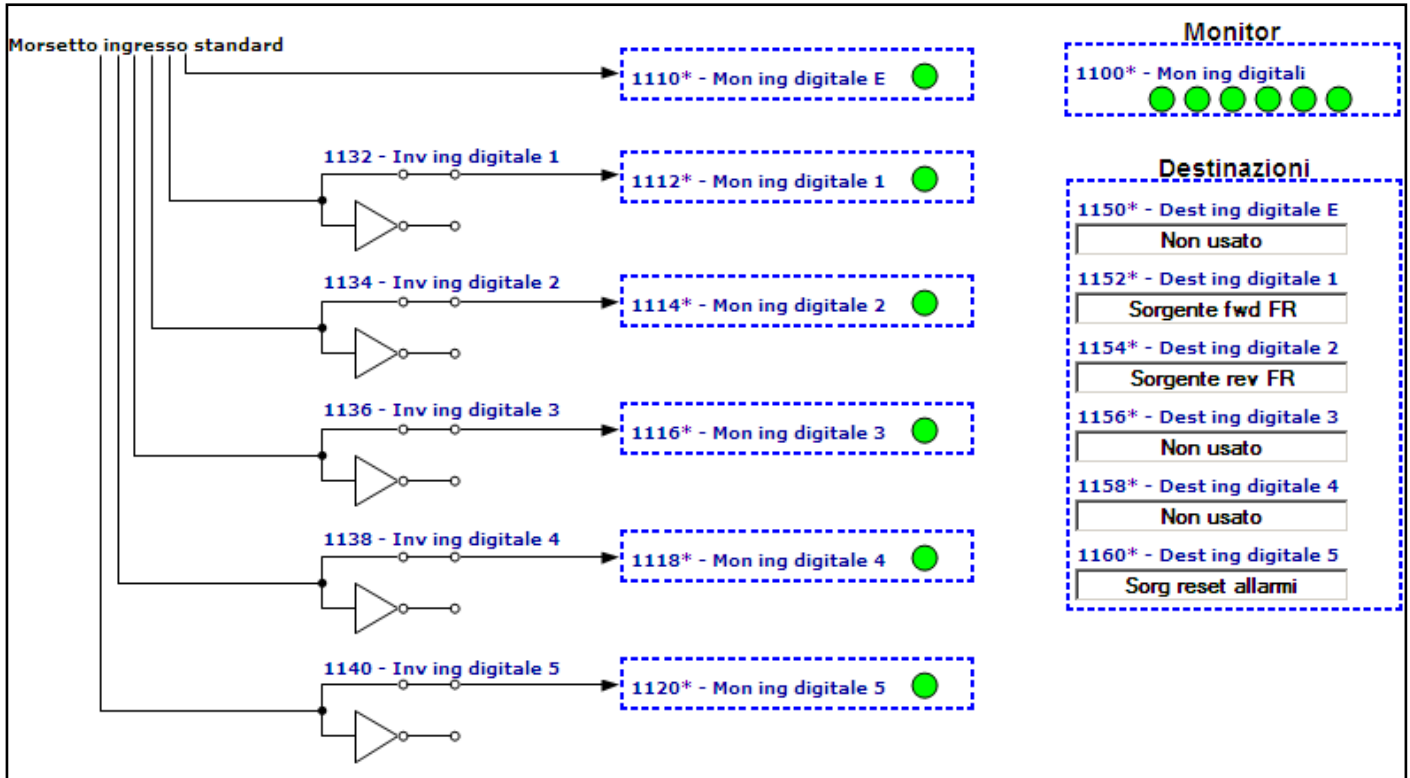 Morsetto ingresso standard
1110* - Mon ing digitale E
1132 - Inv ing digitale 1
1112* - Mon ing digitale 1
1134 - Inv ing digitale 2
1114* - Mon ing digitale 2
1136 - Inv ing digitale 3
1116* - Mon ing digitale 3
1138 - Inv ing digitale 4
1118* - Mon ing digitale 4
1140 - Inv ing digitale 5
1120* - Mon ing digitale 5
Monitor
1100* - Mon ing digitali
Destinazioni
1150* - Dest ing digitale E
Non usato
1152* - Dest ing digitale 1
Sorgente fwd FR
1154* - Dest ing digitale 2
Sorgente rev FR
1156* - Dest ing digitale 3
Non usato
1158* - Dest ing digitale 4
Non usato
1160* - Dest ing digitale 5
Sorg reset allarmi